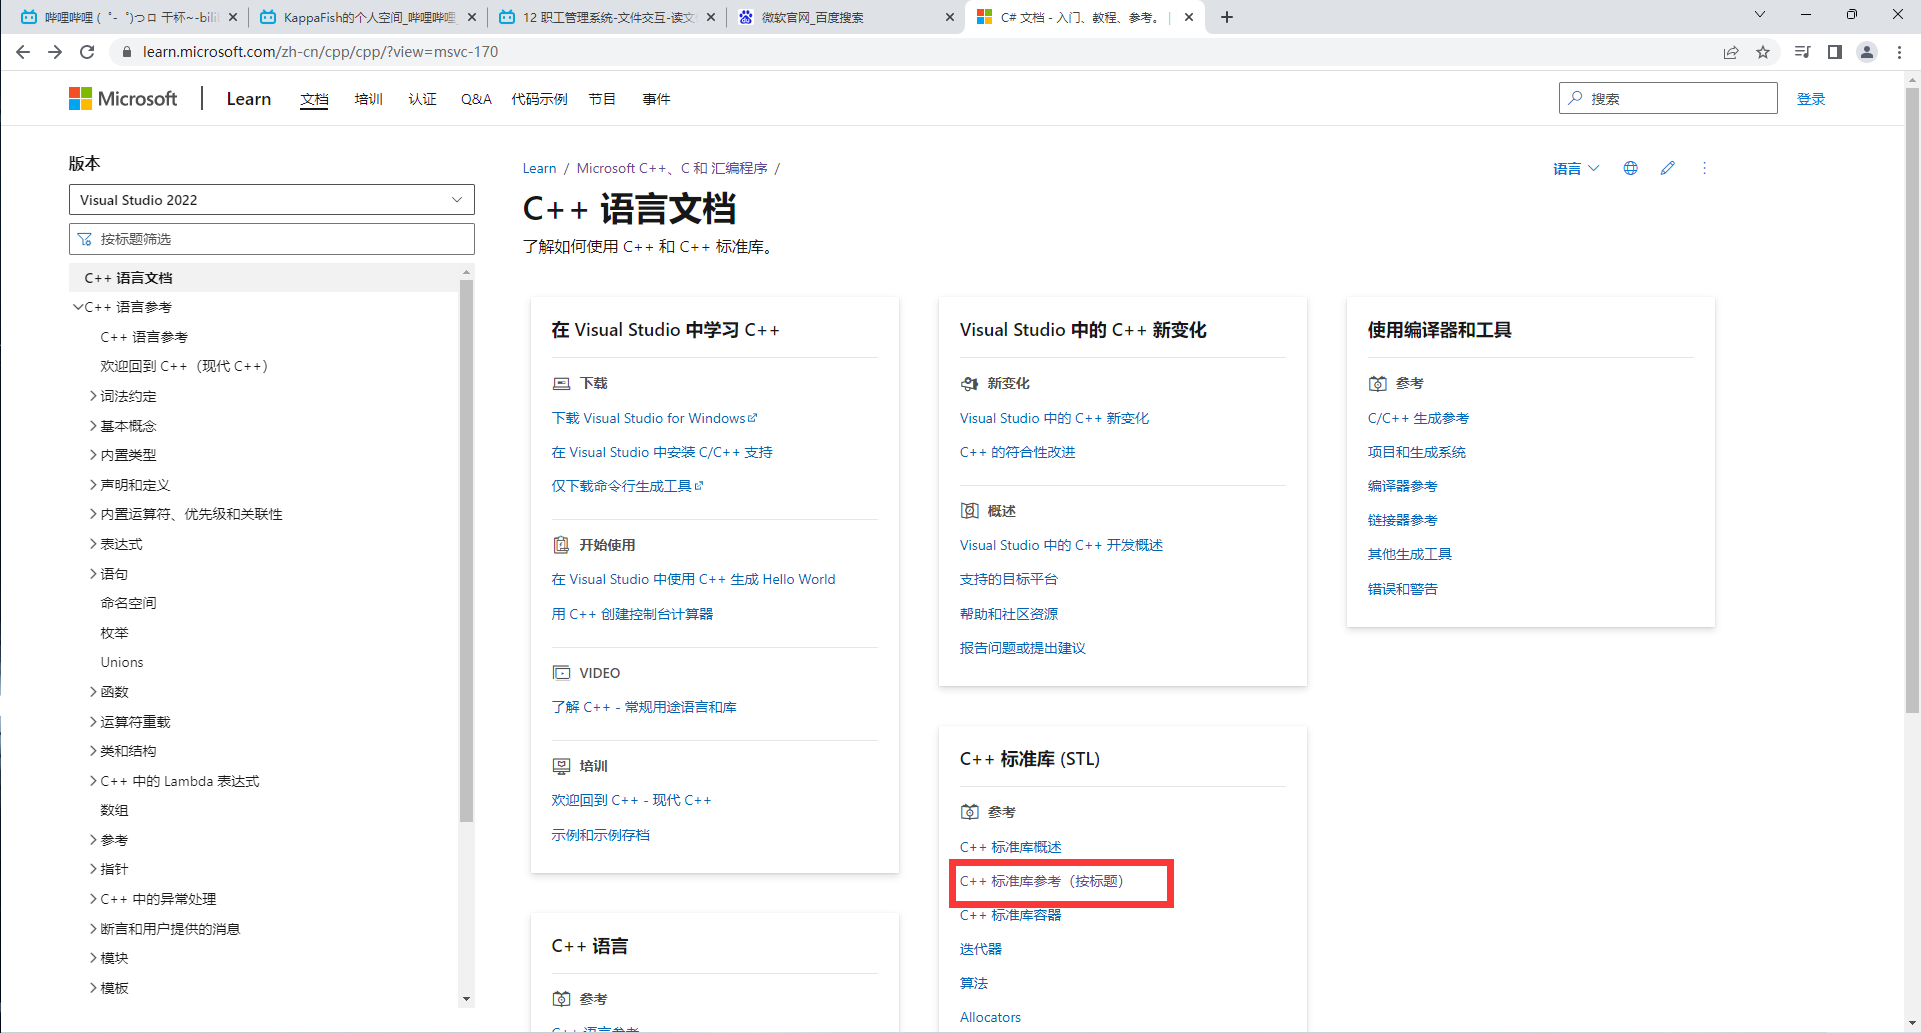 哔哩哔哩 (゜-゜)つロ 干杯~-bili
KappaFish的个人空间_哔哩哔哩_
12 职工管理系统-文件交互-读文
微软官网_百度搜索
C# 文档 - 入门、教程、参考。 |
learn.microsoft.com/zh-cn/cpp/cpp/?view=msvc-170
Microsoft
Learn
文档
培训
认证
Q&A
代码示例
节目
事件
搜索
登录
版本
Visual Studio 2022
按标题筛选
C++ 语言文档
C++ 语言参考
C++ 语言参考
欢迎回到 C++（现代 C++）
词法约定
基本概念
内置类型
声明和定义
内置运算符、优先级和关联性
表达式
语句
命名空间
枚举
Unions
函数
运算符重载
类和结构
C++ 中的 Lambda 表达式
数组
参考
指针
C++ 中的异常处理
断言和用户提供的消息
模块
模板
Learn / Microsoft C++、C 和 汇编程序 /
语言
C++ 语言文档
了解如何使用 C++ 和 C++ 标准库。
在 Visual Studio 中学习 C++
下载
下载 Visual Studio for Windows
在 Visual Studio 中安装 C/C++ 支持
仅下载命令行生成工具
开始使用
在 Visual Studio 中使用 C++ 生成 Hello World
用 C++ 创建控制台计算器
VIDEO
了解 C++ - 常规用途语言和库
培训
欢迎回到 C++ - 现代 C++
示例和示例存档
C++ 语言
参考
C++ 语言参考
Visual Studio 中的 C++ 新变化
新变化
Visual Studio 中的 C++ 新变化
C++ 的符合性改进
概述
Visual Studio 中的 C++ 开发概述
支持的目标平台
帮助和社区资源
报告问题或提出建议
C++ 标准库 (STL)
参考
C++ 标准库概述
C++ 标准库参考（按标题）
C++ 标准库容器
迭代器
算法
Allocators
使用编译器和工具
参考
C/C++ 生成参考
项目和生成系统
编译器参考
链接器参考
其他生成工具
错误和警告